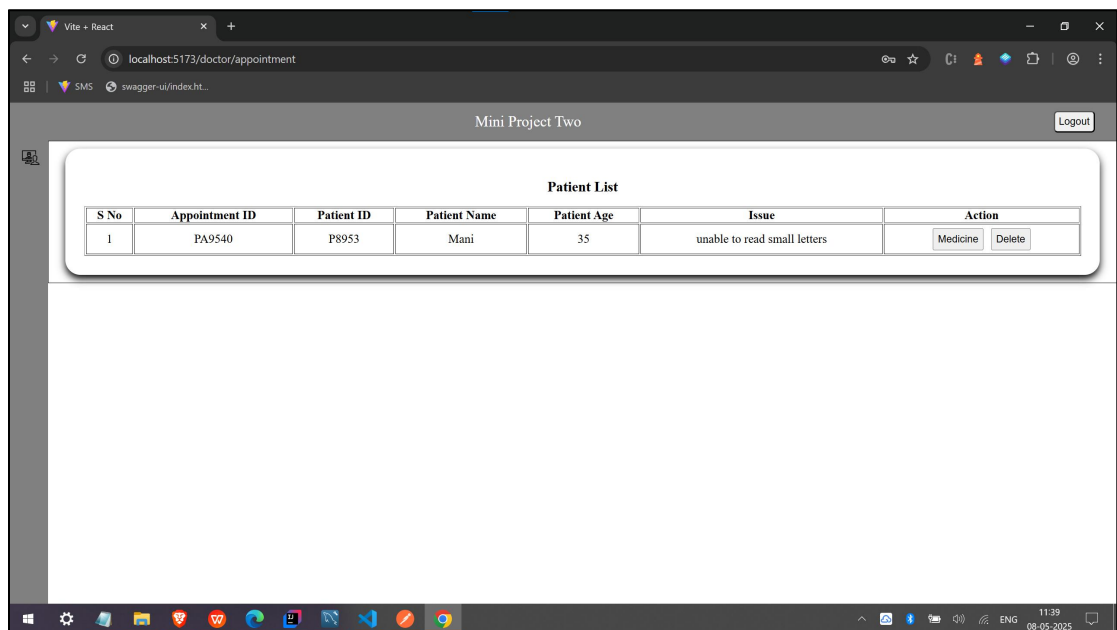 Vite + React
localhost:5173/doctor/appointment
SMS swagger-ui/index.ht...
Mini Project Two Logout
Patient List
S No Appointment ID Patient ID Patient Name Patient Age Issue Action
1 PA9540 P8953 Mani 35 unable to read small letters Medicine Delete
ENG 11:39
08-05-2025